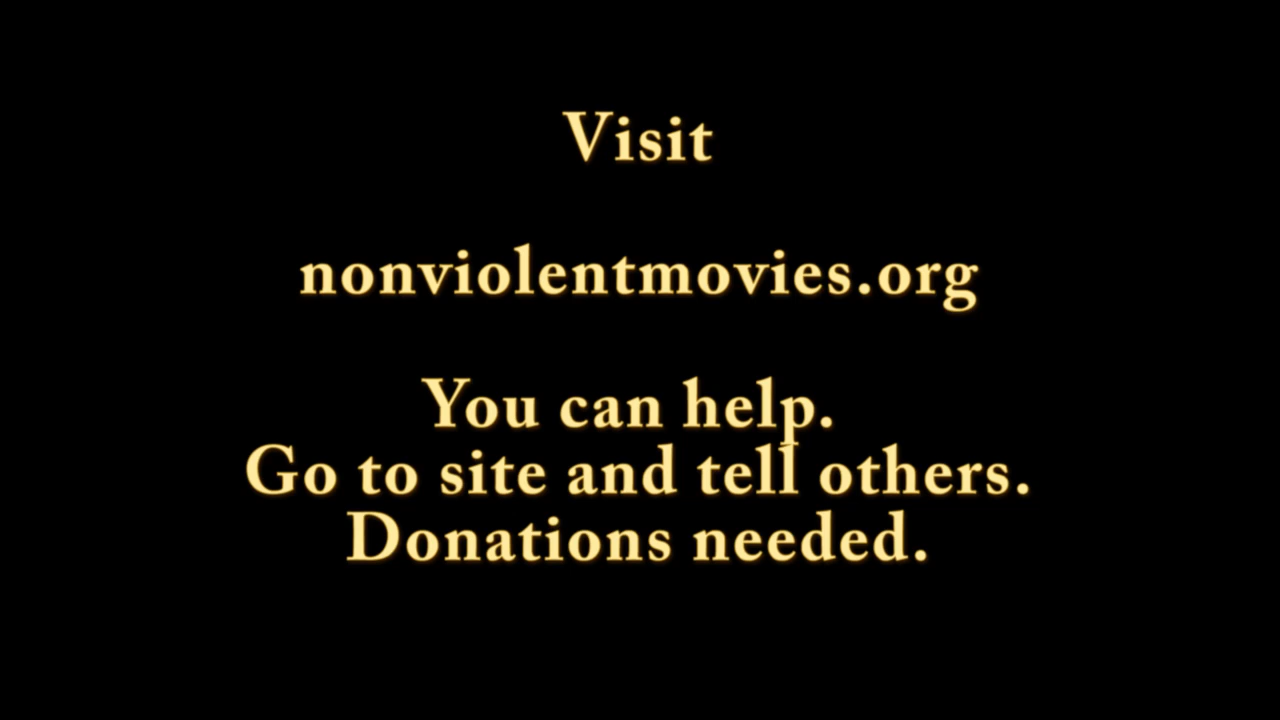 Visit
nonviolentmovies.org
You can help.
Go to site and tell others.
Donations needed.